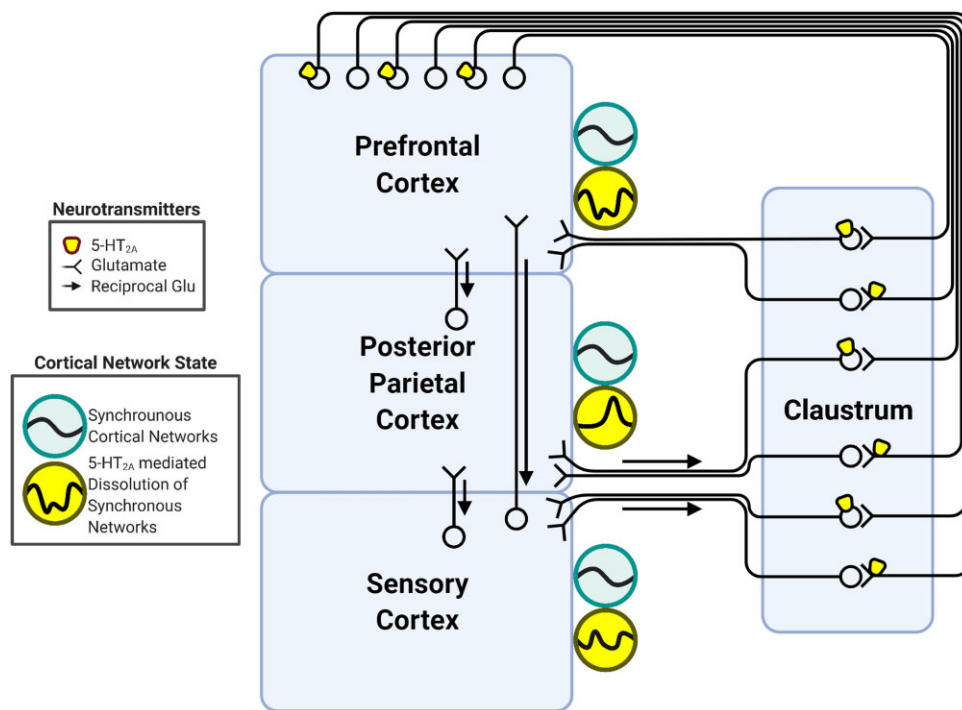 Prefrontal
Cortex
Neurotransmitters
5-HT2A
Glutamate
Reciprocal Glu
Posterior
Parietal
Cortex
Claustrum
Cortical Network State
Synchrounous
Cortical Networks
5-HT2A mediated
Dissolution of
Synchronous
Networks
Sensory
Cortex